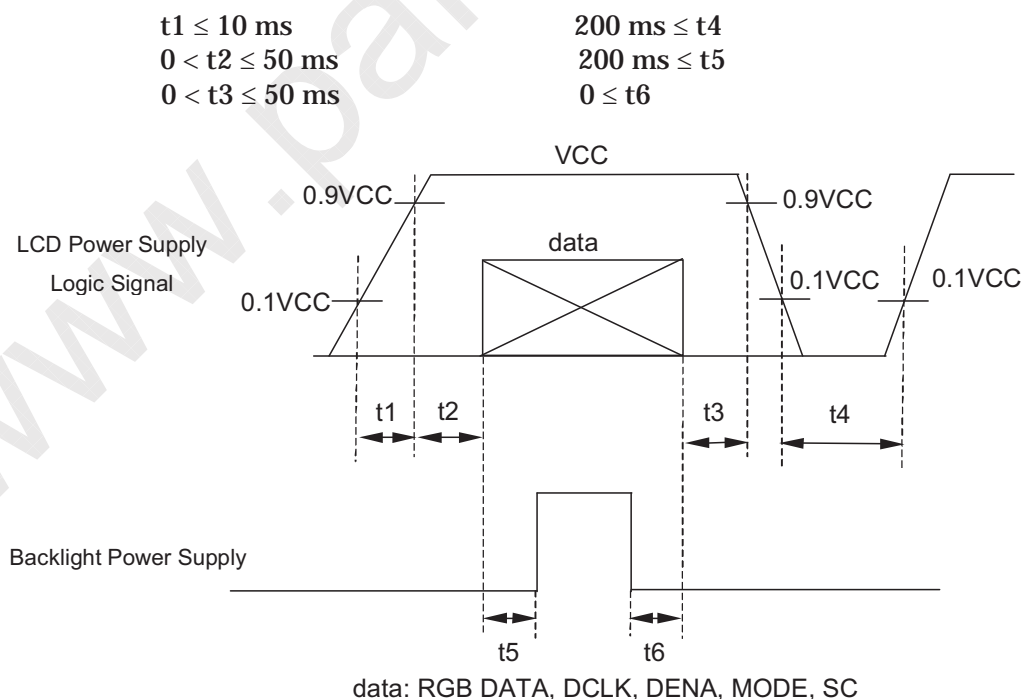 t1 ≤ 10 ms 200 ms ≤ t4
0 < t2 ≤ 50 ms 200 ms ≤ t5
0 < t3 ≤ 50 ms 0 ≤ t6
VCC
0.9VCC 0.9VCC
LCD Power Supply
data
Logic Signal
0.1VCC 0.1VCC 0.1VCC
t1 t2 t3 t4
Backlight Power Supply
t5 t6
data: RGB DATA, DCLK, DENA, MODE, SC
www.pa